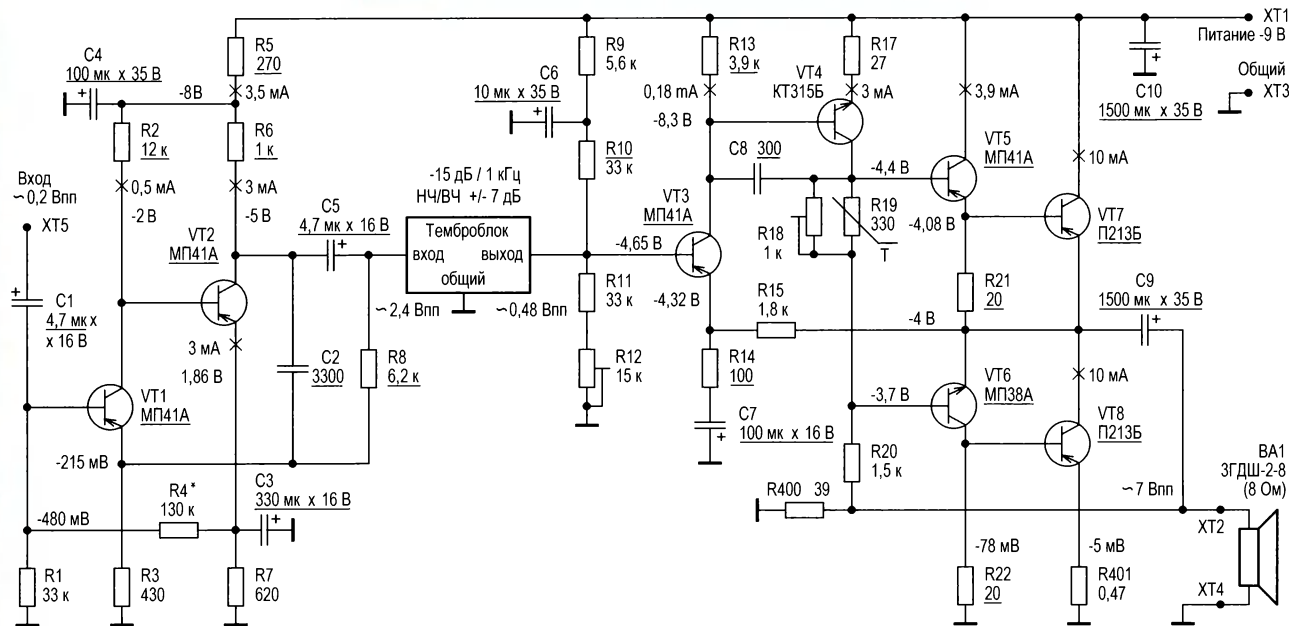 ХТ1
Питание -9 В
Общий
ХТ3
C10
1500 мк x 35 В
C4
100 мк x 35 В
-8В
R5
270
3,5 мА
R2
12 к
R6
1 к
0,5 мА
3 мА
-2В
-5 В
VT2
МП41А
Вход
~0,2 Впп
ХТ5
C1
4,7 мк x
x 16 В
VT1
МП41А
3 мА
1,86 В
-215 мВ
-480 мВ
R4*
130 к
C3
330 мк x 16 В
R1
33 к
R3
430
R7
620
C5
4,7 мк x 16 В
C2
3300
R8
6,2 к
-15 дБ / 1 кГц
НЧ/ВЧ +/- 7 дБ
Темброблок
вход
выход
общий
~2,4 Впп
~0,48 Впп
R9
5,6 к
C6
10 мк x 35 В
R10
33 к
R11
33 к
R12
15 к
R13
3,9 к
0,18 mA
-8,3 В
VT3
МП41А
-4,65 В
-4,32 В
C8
300
R15
1,8 к
R14
100
C7
100 мк x 16 В
R17
27
VT4
КТ315Б
3 мА
R18
1 к
R19
330
T
-4,4 В
3,9 мА
VT5
МП41А
-4,08 В
R21
20
-4 В
-3,7 В
VT6
МП38А
R20
1,5 к
R400 39
-78 мВ
R22
20
10 мА
VT7
П213Б
C9
1500 мк x 35 В
10 мА
VT8
П213Б
-5 мВ
R401
0,47
~7 Впп
ХТ2
ХТ4
ВА1
3ГДШ-2-8
(8 Ом)